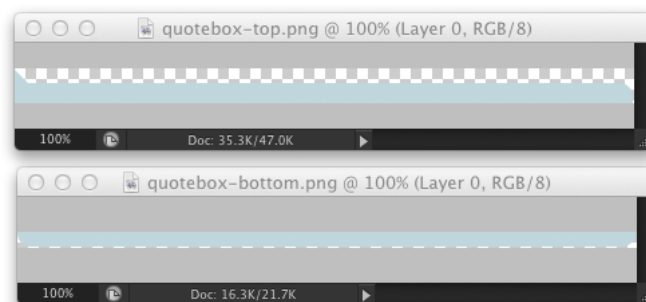 quotebox-top.png @ 100% (Layer 0, RGB/8)
100% Doc: 35.3K/47.0K
quotebox-bottom.png @ 100% (Layer 0, RGB/8)
100% Doc: 16.3K/21.7K